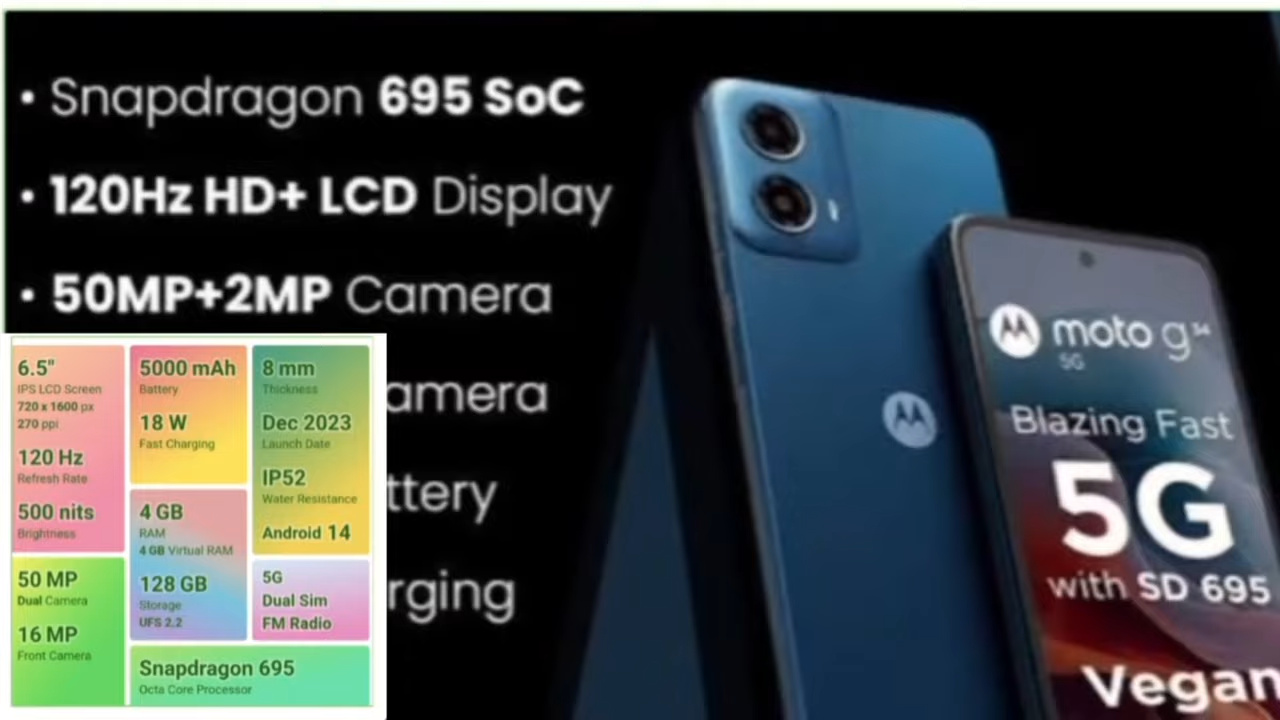 • Snapdragon 695 SoC
• 120Hz HD+ LCD Display
• 50MP+2MP Camera
amera
ttery
rging
6.5"
IPS LCD Screen
720 x 1600 px
270 ppi
120 Hz
Refresh Rate
500 nits
Brightness
50 MP
Dual Camera
16 MP
Front Camera
5000 mAh
Battery
18 W
Fast Charging
4 GB
RAM
4 GB Virtual RAM
128 GB
Storage
UFS 2.2
8 mm
Thickness
Dec 2023
Launch Date
IP52
Water Resistance
Android 14
5G
Dual Sim
FM Radio
Snapdragon 695
Octa Core Processor
moto g34
5G
Blazing Fast
5G
with SD 695
Vegan